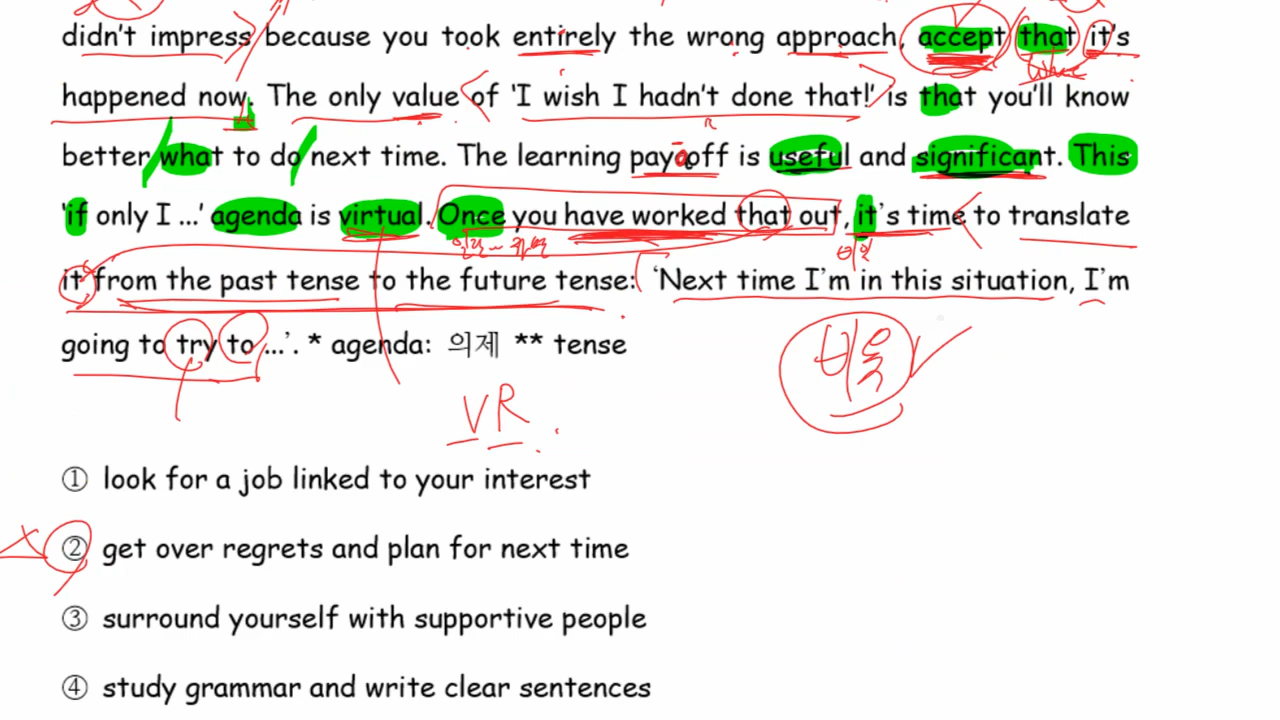 didn't impress because you took entirely the wrong approach, accept that it's
happened now. The only value of 'I wish I hadn't done that!' is that you'll know
better what to do next time. The learning payoff is useful and significant. This
'if only I ...' agenda is virtual. Once you have worked that out, it's time to translate
it from the past tense to the future tense: 'Next time I'm in this situation, I'm
going to try to ...'. * agenda: 의제 ** tense
비욧
VR
① look for a job linked to your interest
② get over regrets and plan for next time
③ surround yourself with supportive people
④ study grammar and write clear sentences